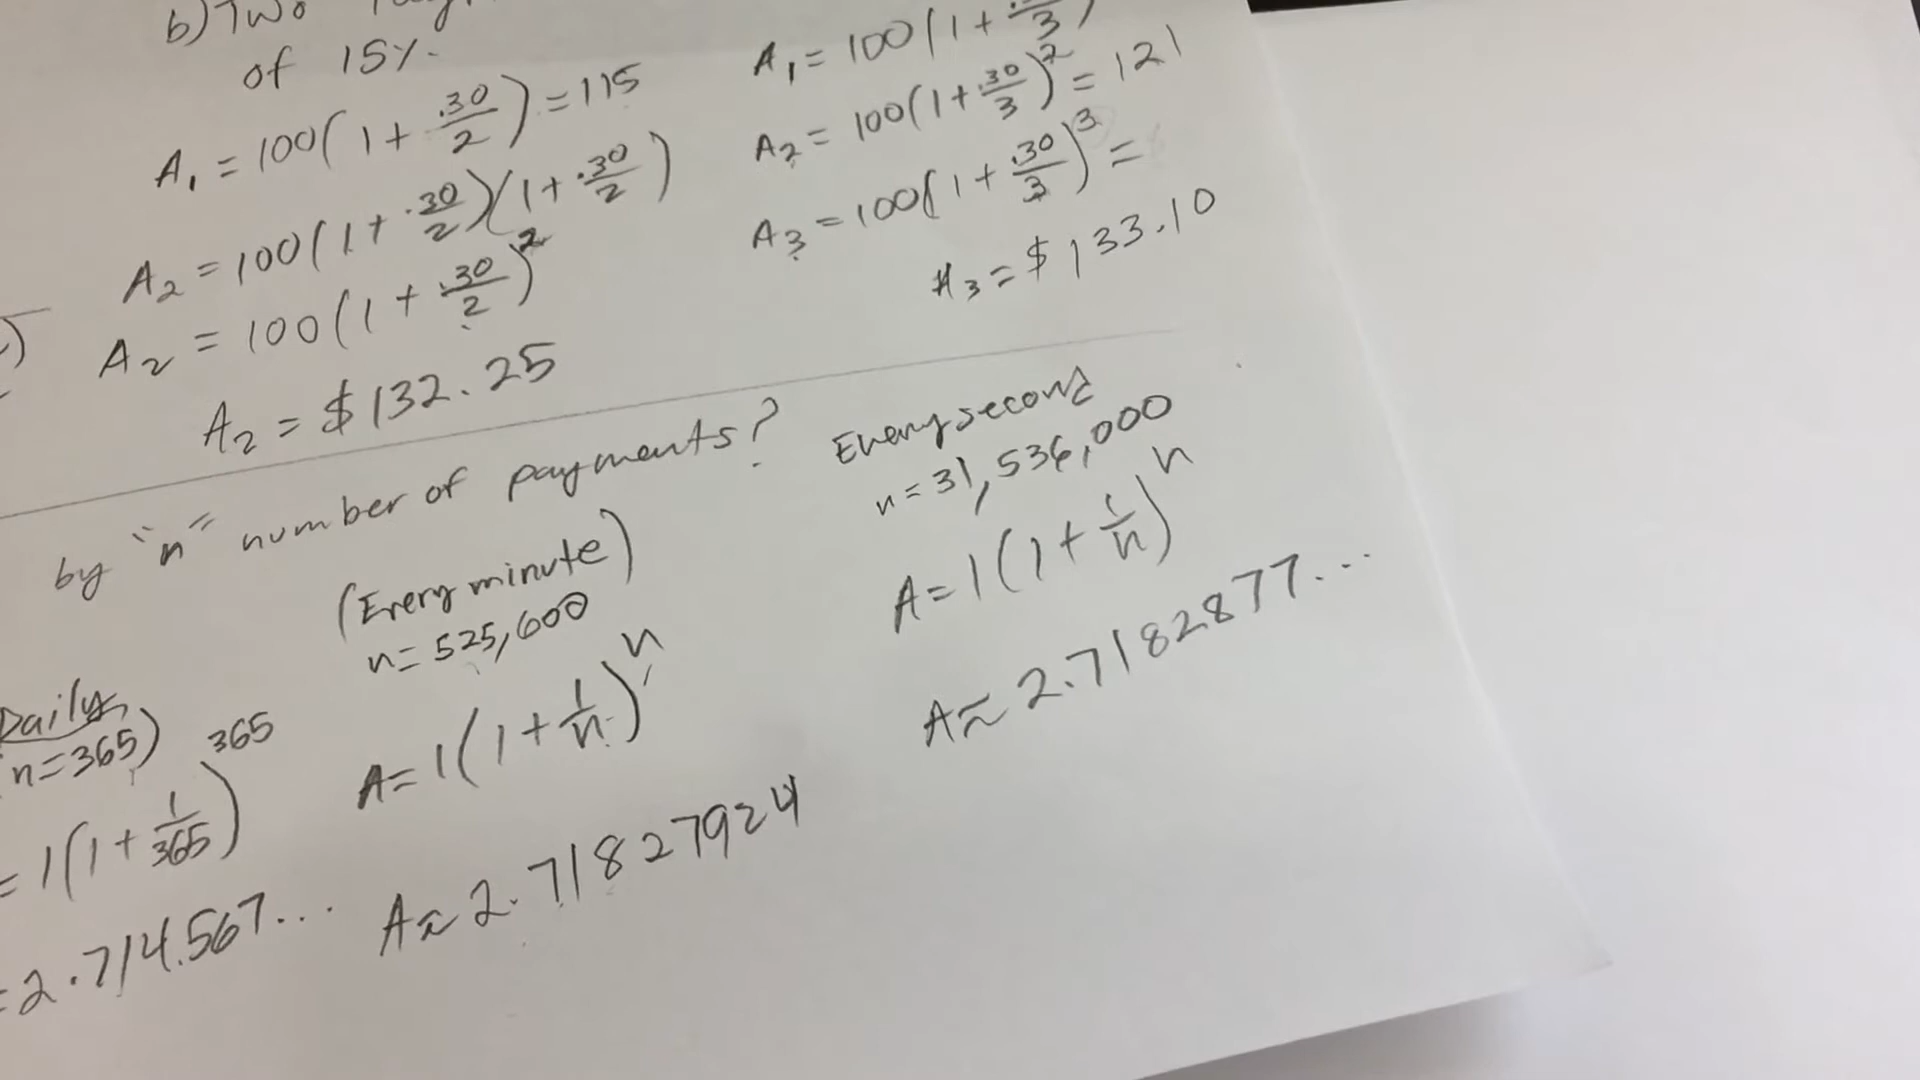 b) Two
of 15%.
A₁ = 100(1 + .30/2) = 115
A₂ = 100(1 + .30/2)(1 + .30/2)
A₂ = 100(1 + .30/2)²
A₂ = $132.25
A₁ = 100(1 + /3)
A₂ = 100(1 + .30/3)² = 121
A₃ = 100(1 + .30/3)³ =
A₃ = $133.10
by "n" number of payments?
Daily
n=365)
= 1(1 + 1/365)^365
= 2.714567...
(Every minute)
n = 525,600
A = 1(1 + 1/n)^n
A ≈ 2.71827924
Every second
n = 31,536,000
A = 1(1 + 1/n)^n
A ≈ 2.7182877...